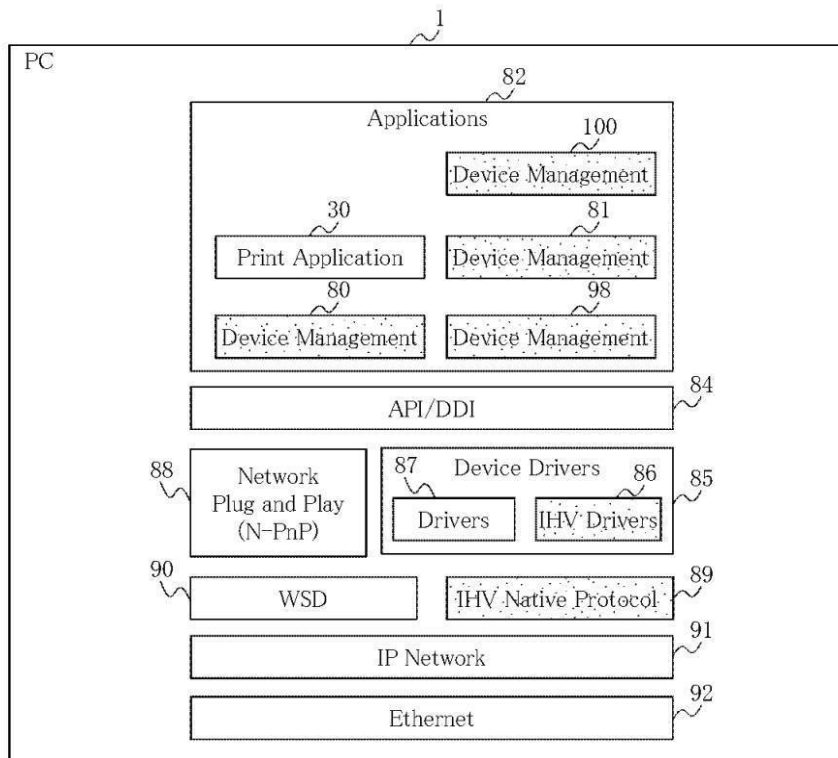 1
PC
82
Applications
100
Device Management
30
81
Print Application
Device Management
80
98
Device Management
Device Management
84
API/DDI
88
Network
Plug and Play
(N-PnP)
Device Drivers
85
87
86
Drivers
IHV Drivers
90
WSD
IHV Native Protocol
89
91
IP Network
92
Ethernet